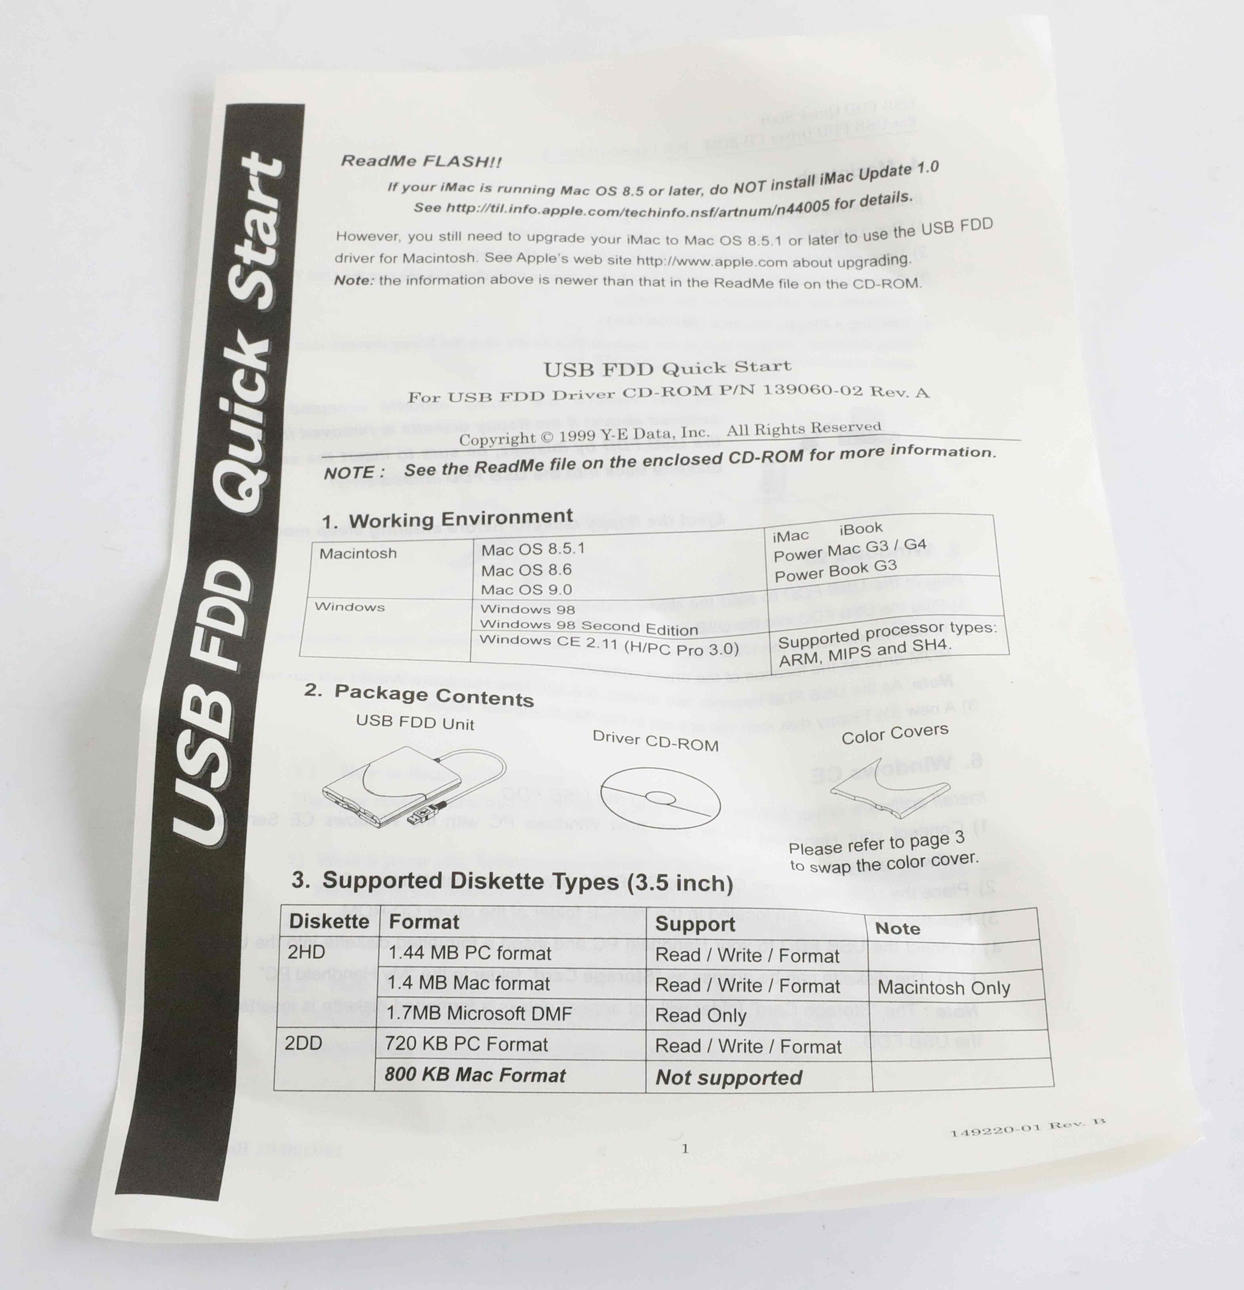 USB FDD Quick Start
ReadMe FLASH!!
If your iMac is running Mac OS 8.5 or later, do NOT install iMac Update 1.0
See http://til.info.apple.com/techinfo.nsf/artnum/n44005 for details.
However, you still need to upgrade your iMac to Mac OS 8.5.1 or later to use the USB FDD
driver for Macintosh. See Apple's web site http://www.apple.com about upgrading.
Note: the information above is newer than that in the ReadMe file on the CD-ROM.
USB FDD Quick Start
For USB FDD Driver CD-ROM P/N 139060-02 Rev. A
Copyright © 1999 Y-E Data, Inc. All Rights Reserved
NOTE : See the ReadMe file on the enclosed CD-ROM for more information.
1. Working Environment
Macintosh Mac OS 8.5.1 iMac iBook
Mac OS 8.6 Power Mac G3 / G4
Mac OS 9.0 Power Book G3
Windows Windows 98
Windows 98 Second Edition
Windows CE 2.11 (H/PC Pro 3.0) Supported processor types:
ARM, MIPS and SH4.
2. Package Contents
USB FDD Unit Driver CD-ROM Color Covers
Please refer to page 3
to swap the color cover.
3. Supported Diskette Types (3.5 inch)
Diskette Format Support Note
2HD 1.44 MB PC format Read / Write / Format
1.4 MB Mac format Read / Write / Format Macintosh Only
1.7MB Microsoft DMF Read Only
2DD 720 KB PC Format Read / Write / Format
800 KB Mac Format Not supported
149220-01 Rev. B
1